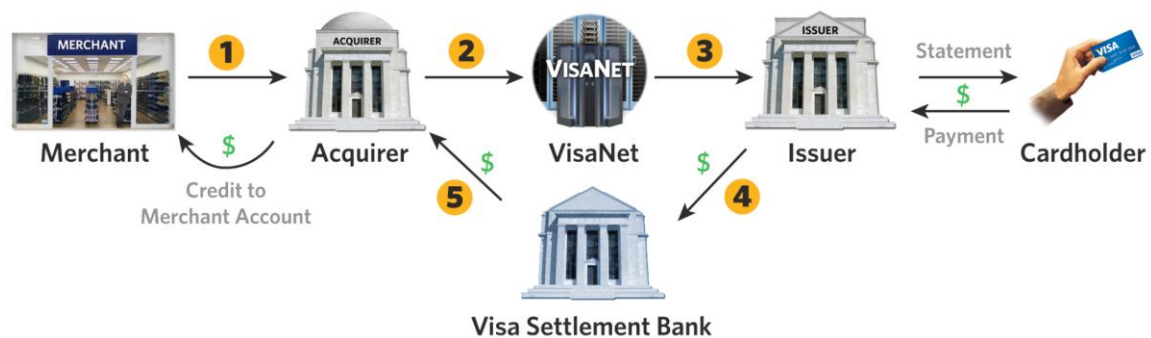 MERCHANT
1
ACQUIRER
2
VISANET
3
ISSUER
Statement
$
Payment
VISA
Merchant
$
Credit to
Merchant Account
Acquirer
VisaNet
Issuer
Cardholder
$
5
$
4
Visa Settlement Bank